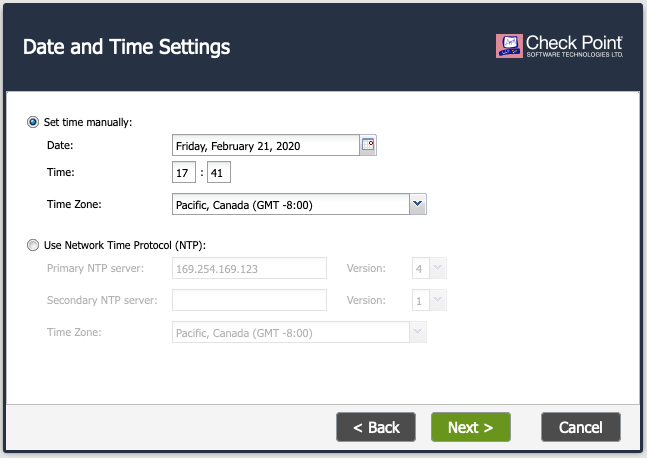 Date and Time Settings
Check Point
SOFTWARE TECHNOLOGIES LTD.
Set time manually:
Date: Friday, February 21, 2020
Time: 17 : 41
Time Zone: Pacific, Canada (GMT -8:00)
Use Network Time Protocol (NTP):
Primary NTP server: 169.254.169.123 Version: 4
Secondary NTP server: Version: 1
Time Zone: Pacific, Canada (GMT -8:00)
< Back Next > Cancel